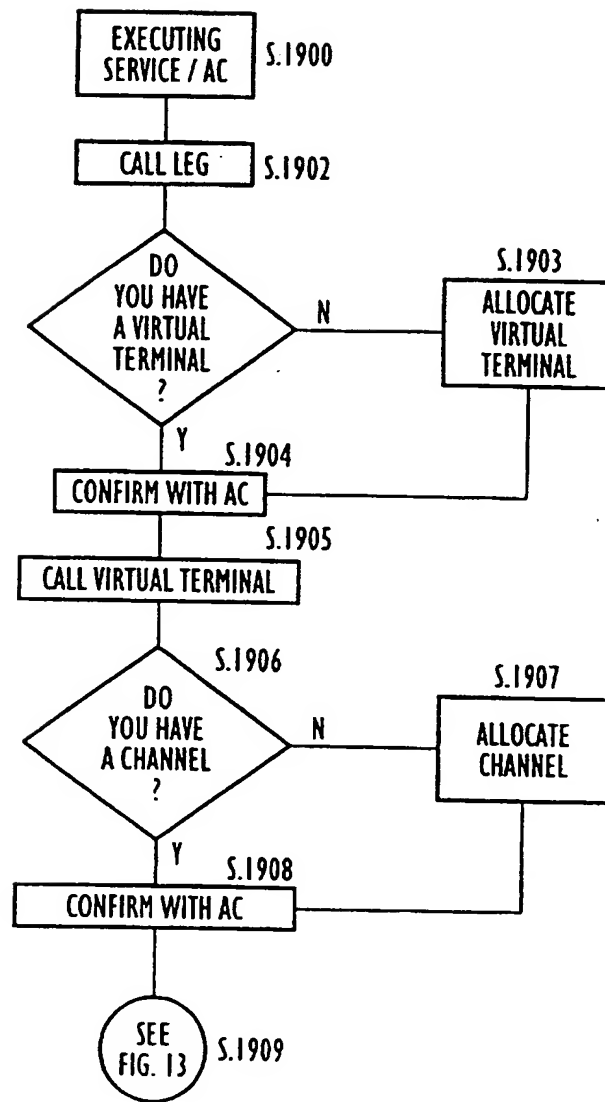 EXECUTING
SERVICE / AC
S.1900
CALL LEG
S.1902
DO
YOU HAVE
A VIRTUAL
TERMINAL
?
N
S.1903
ALLOCATE
VIRTUAL
TERMINAL
Y
S.1904
CONFIRM WITH AC
S.1905
CALL VIRTUAL TERMINAL
S.1906
DO
YOU HAVE
A CHANNEL
?
N
S.1907
ALLOCATE
CHANNEL
Y
S.1908
CONFIRM WITH AC
SEE
FIG. 13
S.1909